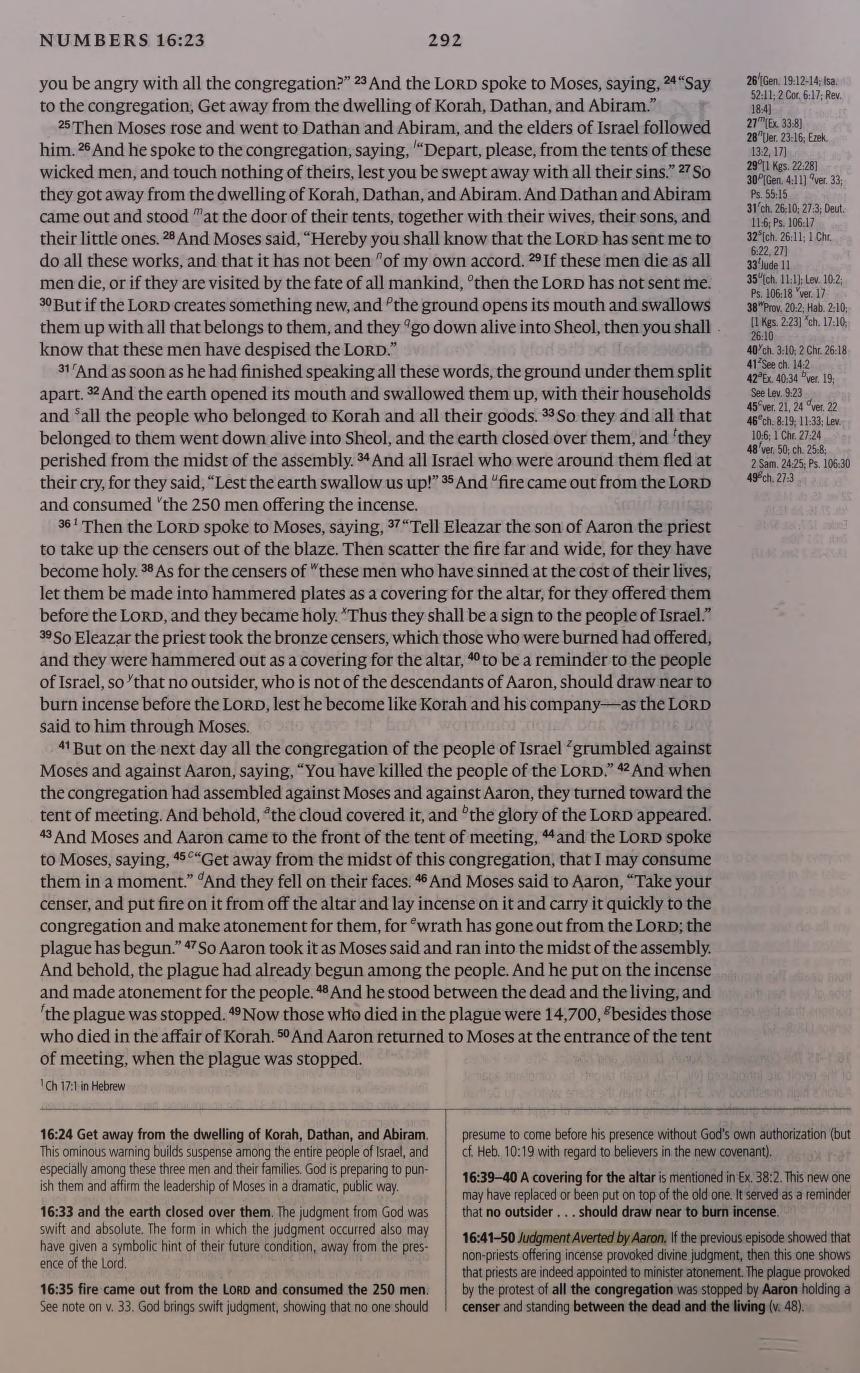 NUMBERS 16:23
292
you be angry with all the congregation?” 23 And the LORD spoke to Moses, saying, 24 “Say
to the congregation, Get away from the dwelling of Korah, Dathan, and Abiram.”
25 Then Moses rose and went to Dathan and Abiram, and the elders of Israel followed
him. 26 And he spoke to the congregation, saying, l“Depart, please, from the tents of these
wicked men, and touch nothing of theirs, lest you be swept away with all their sins.” 27 So
they got away from the dwelling of Korah, Dathan, and Abiram. And Dathan and Abiram
came out and stood mat the door of their tents, together with their wives, their sons, and
their little ones. 28 And Moses said, “Hereby you shall know that the LORD has sent me to
do all these works, and that it has not been nof my own accord. 29 If these men die as all
men die, or if they are visited by the fate of all mankind, othen the LORD has not sent me.
30 But if the LORD creates something new, and pthe ground opens its mouth and swallows
them up with all that belongs to them, and they qgo down alive into Sheol, then you shall
know that these men have despised the LORD.”
31 rAnd as soon as he had finished speaking all these words, the ground under them split
apart. 32 And the earth opened its mouth and swallowed them up, with their households
and sall the people who belonged to Korah and all their goods. 33 So they and all that
belonged to them went down alive into Sheol, and the earth closed over them, and tthey
perished from the midst of the assembly. 34 And all Israel who were around them fled at
their cry, for they said, “Lest the earth swallow us up!” 35 And ufire came out from the LORD
and consumed vthe 250 men offering the incense.
36 1 Then the LORD spoke to Moses, saying, 37 “Tell Eleazar the son of Aaron the priest
to take up the censers out of the blaze. Then scatter the fire far and wide, for they have
become holy. 38 As for the censers of wthese men who have sinned at the cost of their lives,
let them be made into hammered plates as a covering for the altar, for they offered them
before the LORD, and they became holy. xThus they shall be a sign to the people of Israel.”
39 So Eleazar the priest took the bronze censers, which those who were burned had offered,
and they were hammered out as a covering for the altar, 40 to be a reminder to the people
of Israel, so ythat no outsider, who is not of the descendants of Aaron, should draw near to
burn incense before the LORD, lest he become like Korah and his company—as the LORD
said to him through Moses.
41 But on the next day all the congregation of the people of Israel zgrumbled against
Moses and against Aaron, saying, “You have killed the people of the LORD.” 42 And when
the congregation had assembled against Moses and against Aaron, they turned toward the
tent of meeting. And behold, athe cloud covered it, and bthe glory of the LORD appeared.
43 And Moses and Aaron came to the front of the tent of meeting, 44 and the LORD spoke
to Moses, saying, 45 c“Get away from the midst of this congregation, that I may consume
them in a moment.” dAnd they fell on their faces. 46 And Moses said to Aaron, “Take your
censer, and put fire on it from off the altar and lay incense on it and carry it quickly to the
congregation and make atonement for them, for ewrath has gone out from the LORD; the
plague has begun.” 47 So Aaron took it as Moses said and ran into the midst of the assembly.
And behold, the plague had already begun among the people. And he put on the incense
and made atonement for the people. 48 And he stood between the dead and the living, and
fthe plague was stopped. 49 Now those who died in the plague were 14,700, gbesides those
who died in the affair of Korah. 50 And Aaron returned to Moses at the entrance of the tent
of meeting, when the plague was stopped.
1 Ch 17:1 in Hebrew
26 l[Gen. 19:12-14; Isa.
52:11; 2 Cor. 6:17; Rev.
18:4]
27 m[Ex. 33:8]
28 n[Jer. 23:16; Ezek.
13:2, 17]
29 o[1 Kgs. 22:28]
30 p[Gen. 4:11] qver. 33;
Ps. 55:15
31 rch. 26:10; 27:3; Deut.
11:6; Ps. 106:17
32 s[ch. 26:11; 1 Chr.
6:22, 27]
33 tJude 11
35 u[ch. 11:1]; Lev. 10:2;
Ps. 106:18 vver. 17
38 wProv. 20:2; Hab. 2:10;
[1 Kgs. 2:23] xch. 17:10;
26:10
40 ych. 3:10; 2 Chr. 26:18
41 zSee ch. 14:2
42 aEx. 40:34 bver. 19;
See Lev. 9:23
45 cver. 21, 24 dver. 22
46 ech. 8:19; 11:33; Lev.
10:6; 1 Chr. 27:24
48 fver. 50; ch. 25:8;
2 Sam. 24:25; Ps. 106:30
49 gch. 27:3
16:24 Get away from the dwelling of Korah, Dathan, and Abiram.
This ominous warning builds suspense among the entire people of Israel, and
especially among these three men and their families. God is preparing to pun-
ish them and affirm the leadership of Moses in a dramatic, public way.
16:33 and the earth closed over them. The judgment from God was
swift and absolute. The form in which the judgment occurred also may
have given a symbolic hint of their future condition, away from the pres-
ence of the Lord.
16:35 fire came out from the LORD and consumed the 250 men.
See note on v. 33. God brings swift judgment, showing that no one should
presume to come before his presence without God's own authorization (but
cf. Heb. 10:19 with regard to believers in the new covenant).
16:39–40 A covering for the altar is mentioned in Ex. 38:2. This new one
may have replaced or been put on top of the old one. It served as a reminder
that no outsider . . . should draw near to burn incense.
16:41–50 Judgment Averted by Aaron. If the previous episode showed that
non-priests offering incense provoked divine judgment, then this one shows
that priests are indeed appointed to minister atonement. The plague provoked
by the protest of all the congregation was stopped by Aaron holding a
censer and standing between the dead and the living (v. 48).